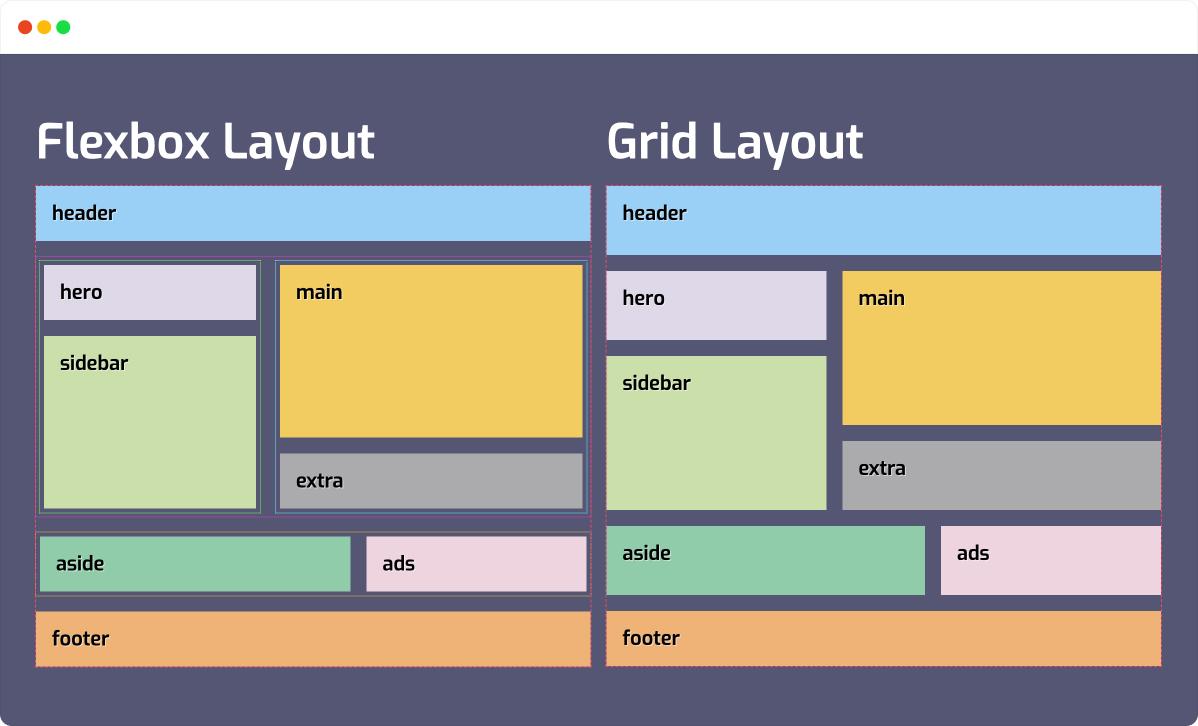 Flexbox Layout
header
hero
main
sidebar
extra
aside
ads
footer
Grid Layout
header
hero
main
sidebar
extra
aside
ads
footer